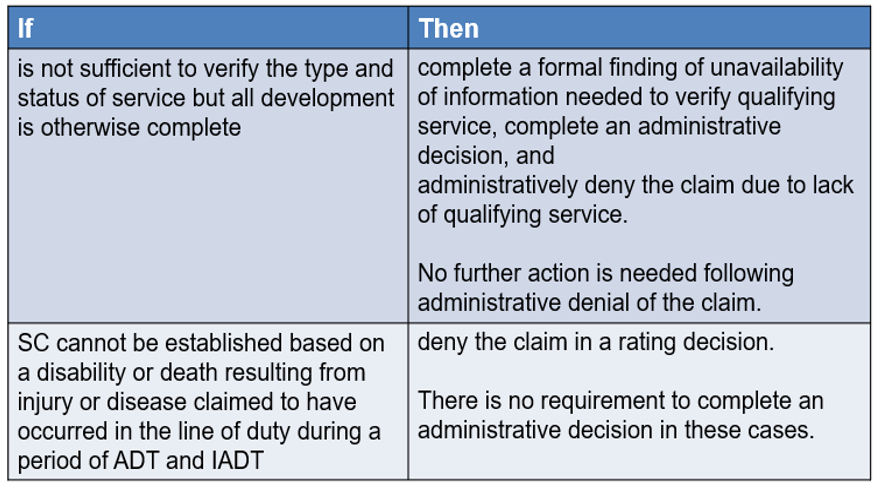 If
Then
is not sufficient to verify the type and
status of service but all development
is otherwise complete
complete a formal finding of unavailability
of information needed to verify qualifying
service, complete an administrative
decision, and
administratively deny the claim due to lack
of qualifying service.
No further action is needed following
administrative denial of the claim.
SC cannot be established based on
a disability or death resulting from
injury or disease claimed to have
occurred in the line of duty during a
period of ADT and IADT
deny the claim in a rating decision.
There is no requirement to complete an
administrative decision in these cases.